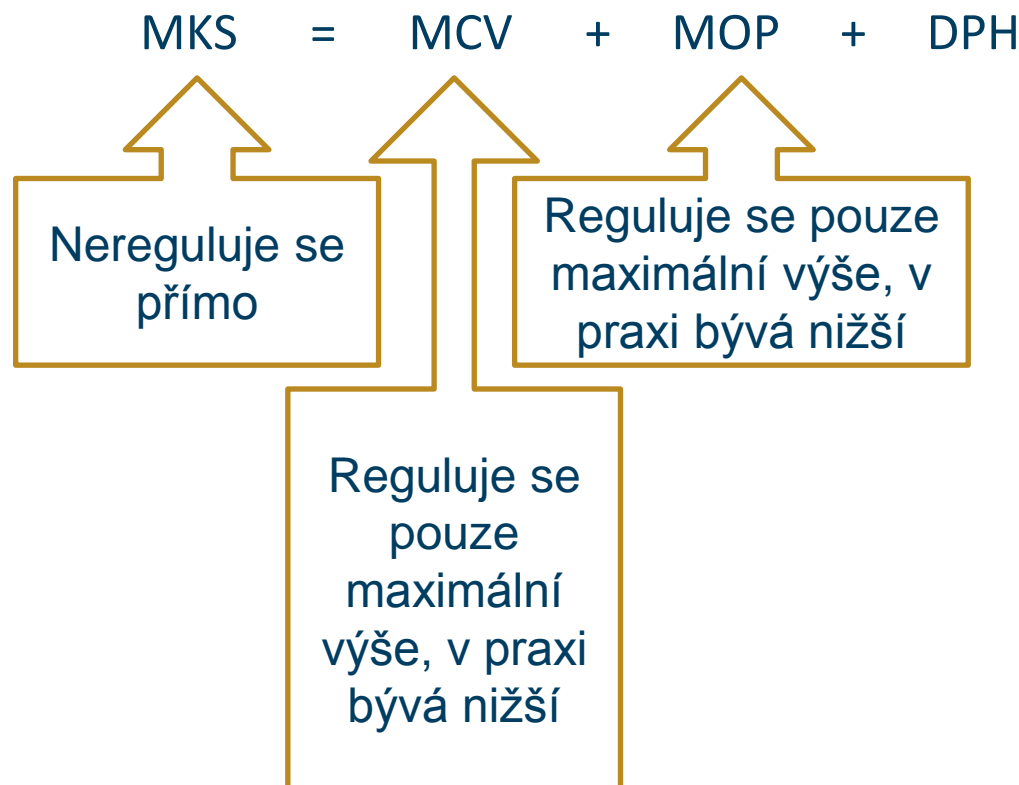 MKS = MCV + MOP + DPH
Nereguluje se
přímo
Reguluje se pouze
maximální výše, v
praxi bývá nižší
Reguluje se
pouze
maximální
výše, v praxi
bývá nižší